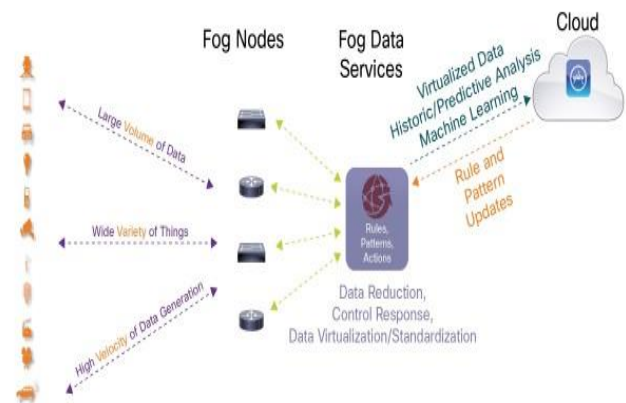 Fog Nodes
Fog Data
Services
Cloud
Virtualized Data
Historic/Predictive Analysis
Machine Learning
Rule and
Pattern
Updates
Large Volume of Data
Wide Variety of Things
High Velocity of Data Generation
Rules,
Patterns,
Actions
Data Reduction,
Control Response,
Data Virtualization/Standardization